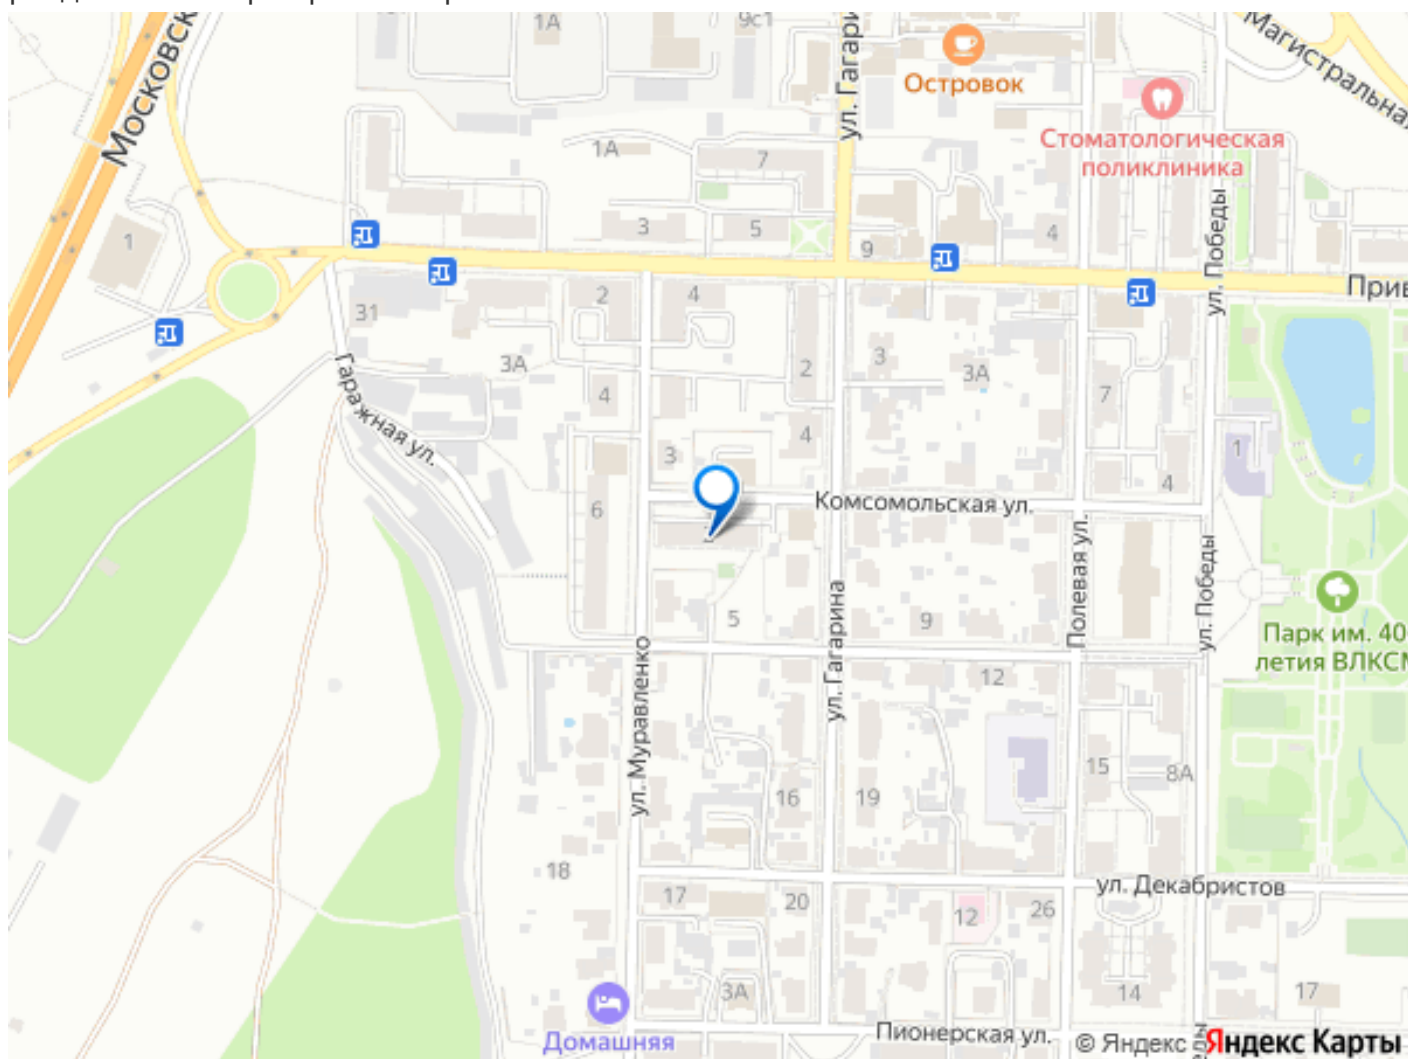 1А
9с1
ул. Гагари
Московск
Магистральная
Островок
Стоматологическая
поликлиника
1А
7
3
5
9
4
ул. Победы
1
Прив
31
2
4
3А
2
3
3А
7
Гаражная ул.
4
4
3
1
4
6
Комсомольская ул.
Полевая ул.
ул. Победы
5
9
ул. Муравленко
ул. Гагарина
Парк им. 40-
летия ВЛКСМ
12
15
8А
16
19
18
ул. Декабристов
17
20
12
26
3А
14
17
Домашняя
Пионерская ул.
© Яндекс Яндекс Карты